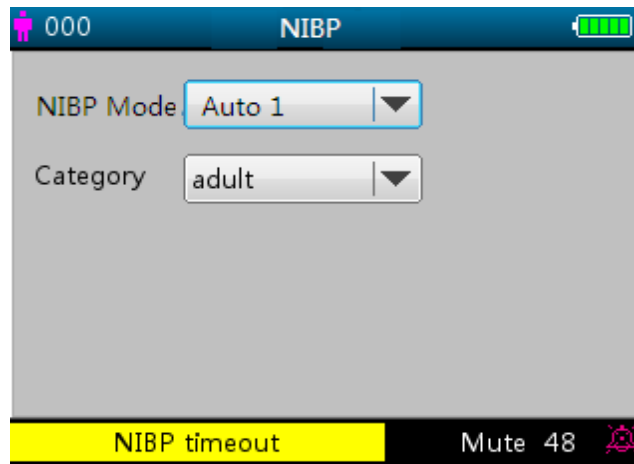 000 NIBP
NIBP Mode Auto 1
Category adult
NIBP timeout Mute 48